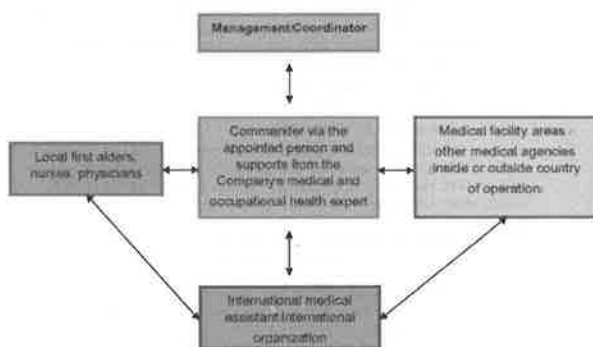 Management Coordinator
Commander via the
appointed person and
supports from the
Company's medical and
occupational health expert
Local first aiders,
nurses, physicians
Medical facility areas
other medical agencies
inside or outside country
of operation
International medical
assistant International
organization